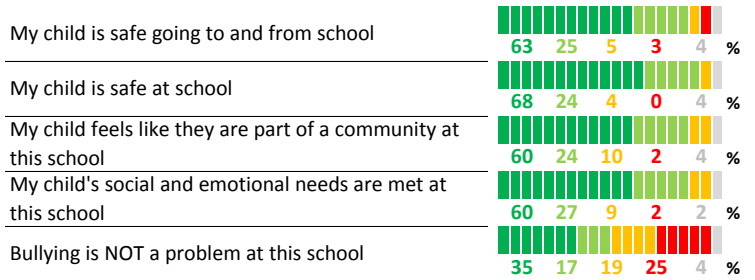 My child is safe going to and from school
63 25 5 3 4 %
My child is safe at school
68 24 4 0 4 %
My child feels like they are part of a community at
this school
60 24 10 2 4 %
My child's social and emotional needs are met at
this school
60 27 9 2 2 %
Bullying is NOT a problem at this school
35 17 19 25 4 %